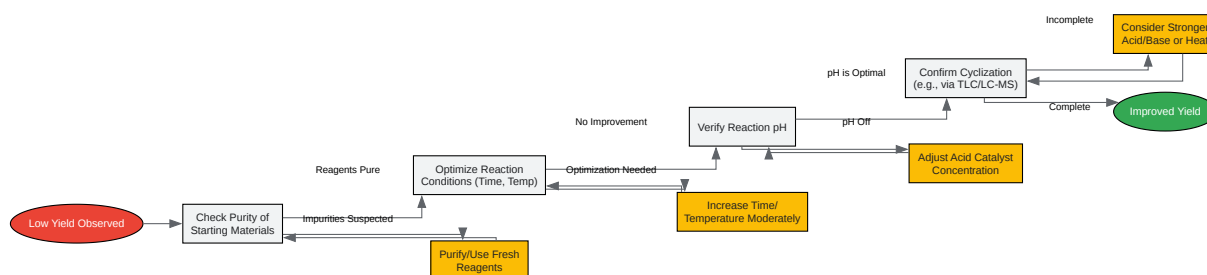 Low Yield Observed
Check Purity of
Starting Materials
Impurities Suspected
Purify/Use Fresh
Reagents
Reagents Pure
Optimize Reaction
Conditions (Time, Temp)
Optimization Needed
Increase Time/
Temperature Moderately
No Improvement
Verify Reaction pH
pH Off
Adjust Acid Catalyst
Concentration
pH is Optimal
Confirm Cyclization
(e.g., via TLC/LC-MS)
Incomplete
Consider Stronger
Acid/Base or Heat
Complete
Improved Yield